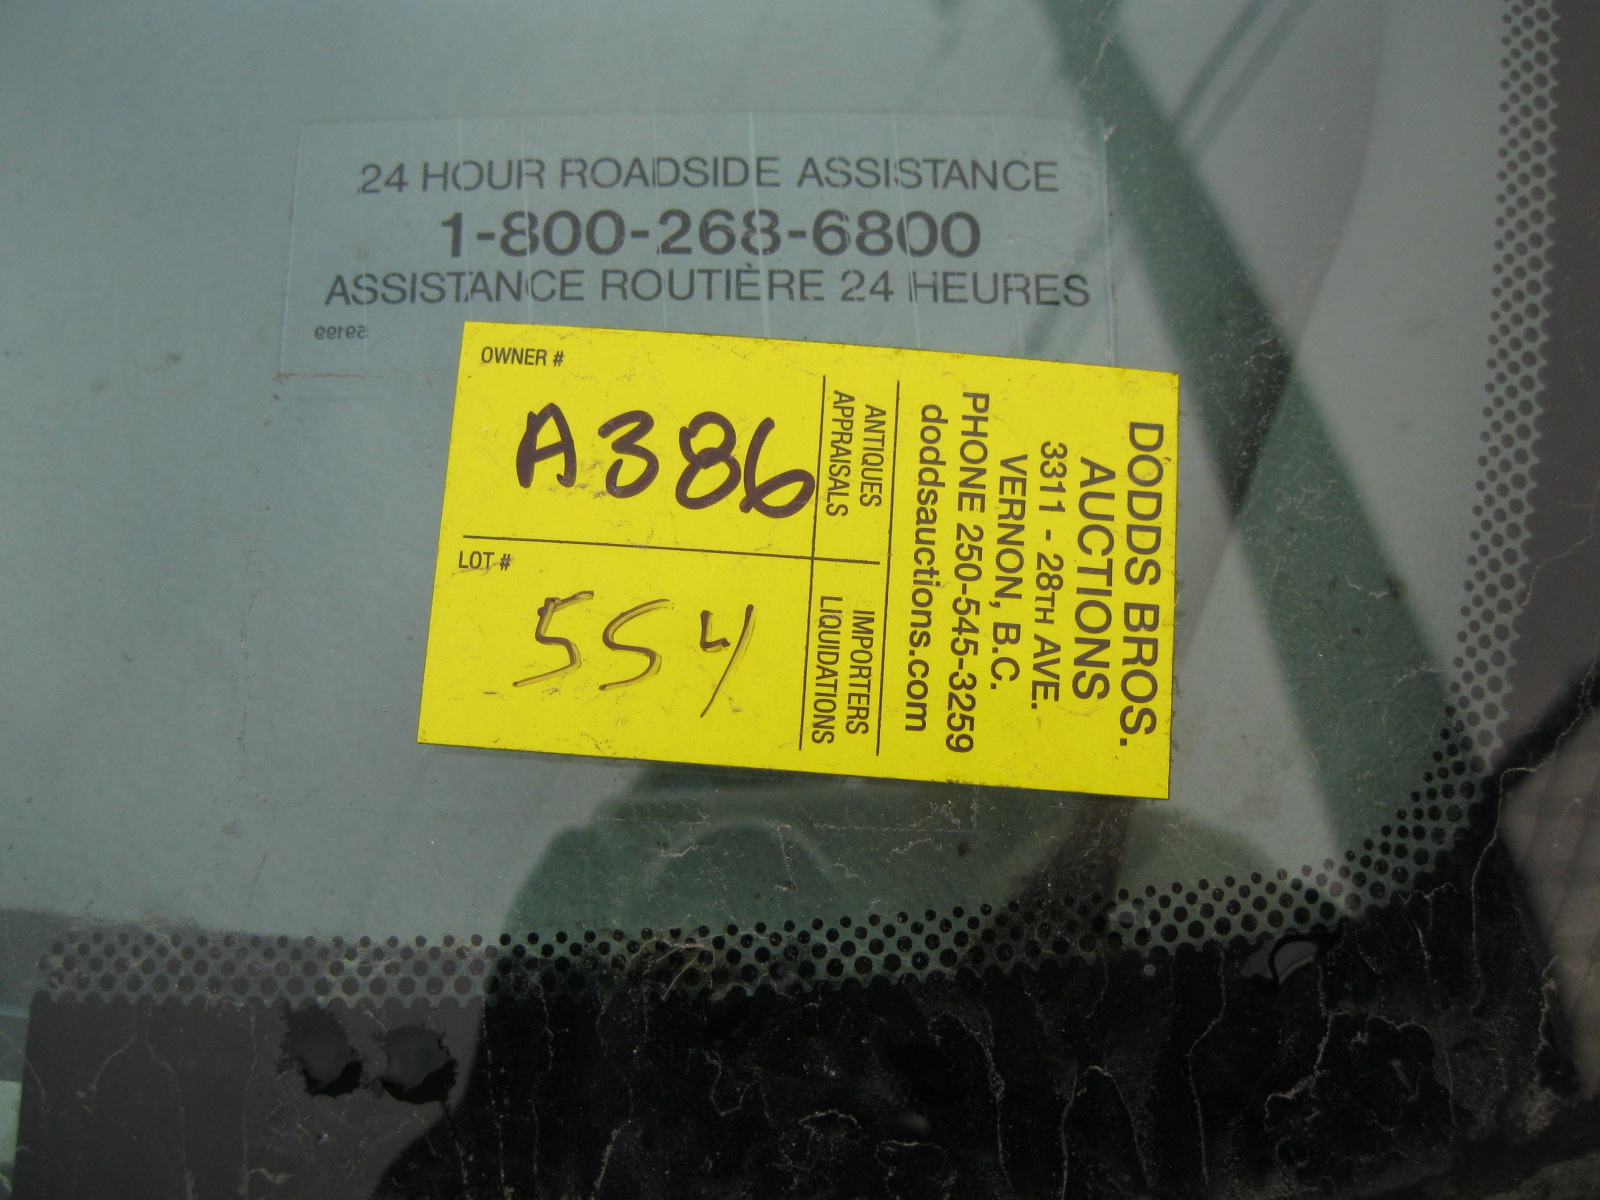 24 HOUR ROADSIDE ASSISTANCE
1-800-268-6800
ASSISTANCE ROUTIÈRE 24 HEURES
59199
OWNER #
A386
LOT #
554
DODDS BROS.
AUCTIONS
3311 - 28TH AVE.
VERNON, B.C.
PHONE 250-545-3259
doddsauctions.com
ANTIQUES
APPRAISALS
IMPORTERS
LIQUIDATIONS